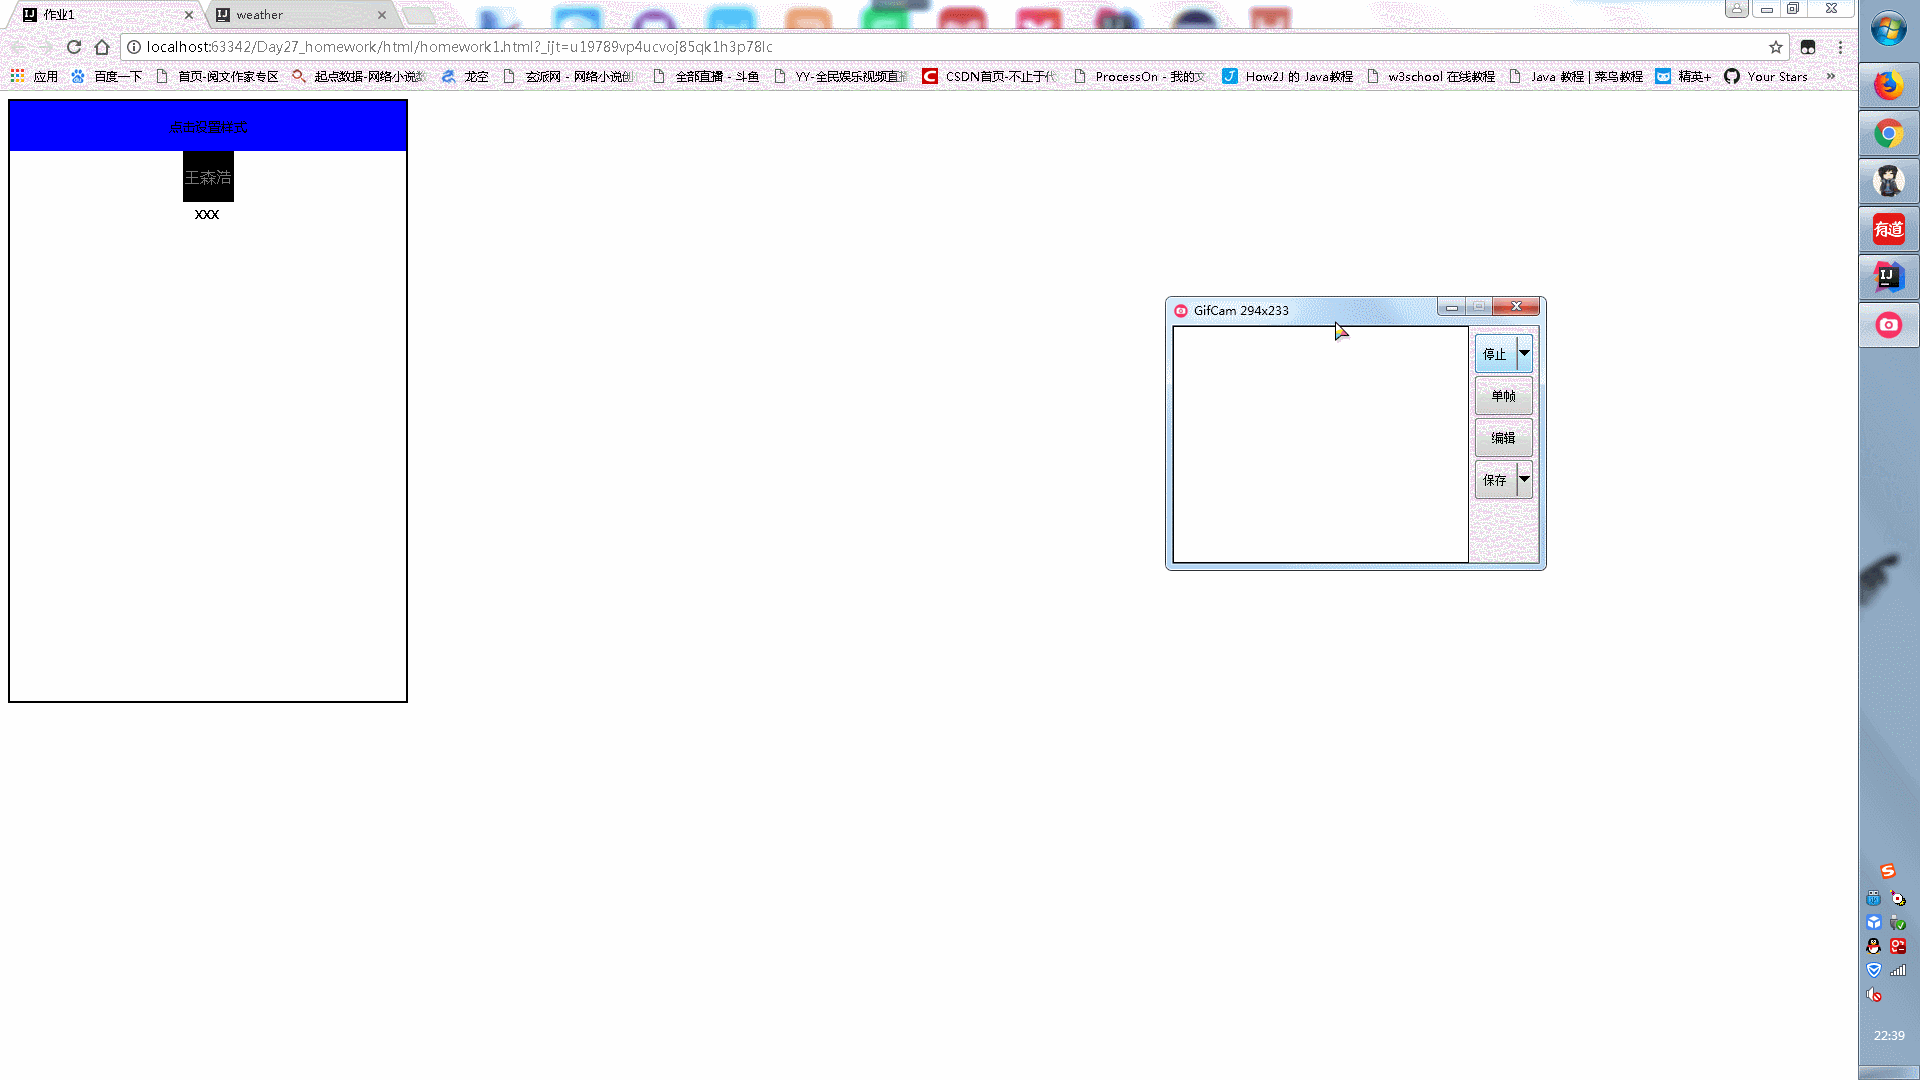 作业1
weather
localhost:63342/Day27_homework/html/homework1.html?_ijt=u19789vp4ucvoj85qk1h3p78lc
应用 百度一下 首页-阅文作家专区 起点数据-网络小说数 龙空 玄派网 - 网络小说创 全部直播 - 斗鱼 YY-全民娱乐视频直播 CSDN首页-不止于代 ProcessOn - 我的文 How2J 的 Java教程 w3school 在线教程 Java 教程 | 菜鸟教程 精英+ Your Stars »
点击设置样式
王森浩
xxx
GifCam 294x233
停止
单帧
编辑
保存
有道
IJ
22:39